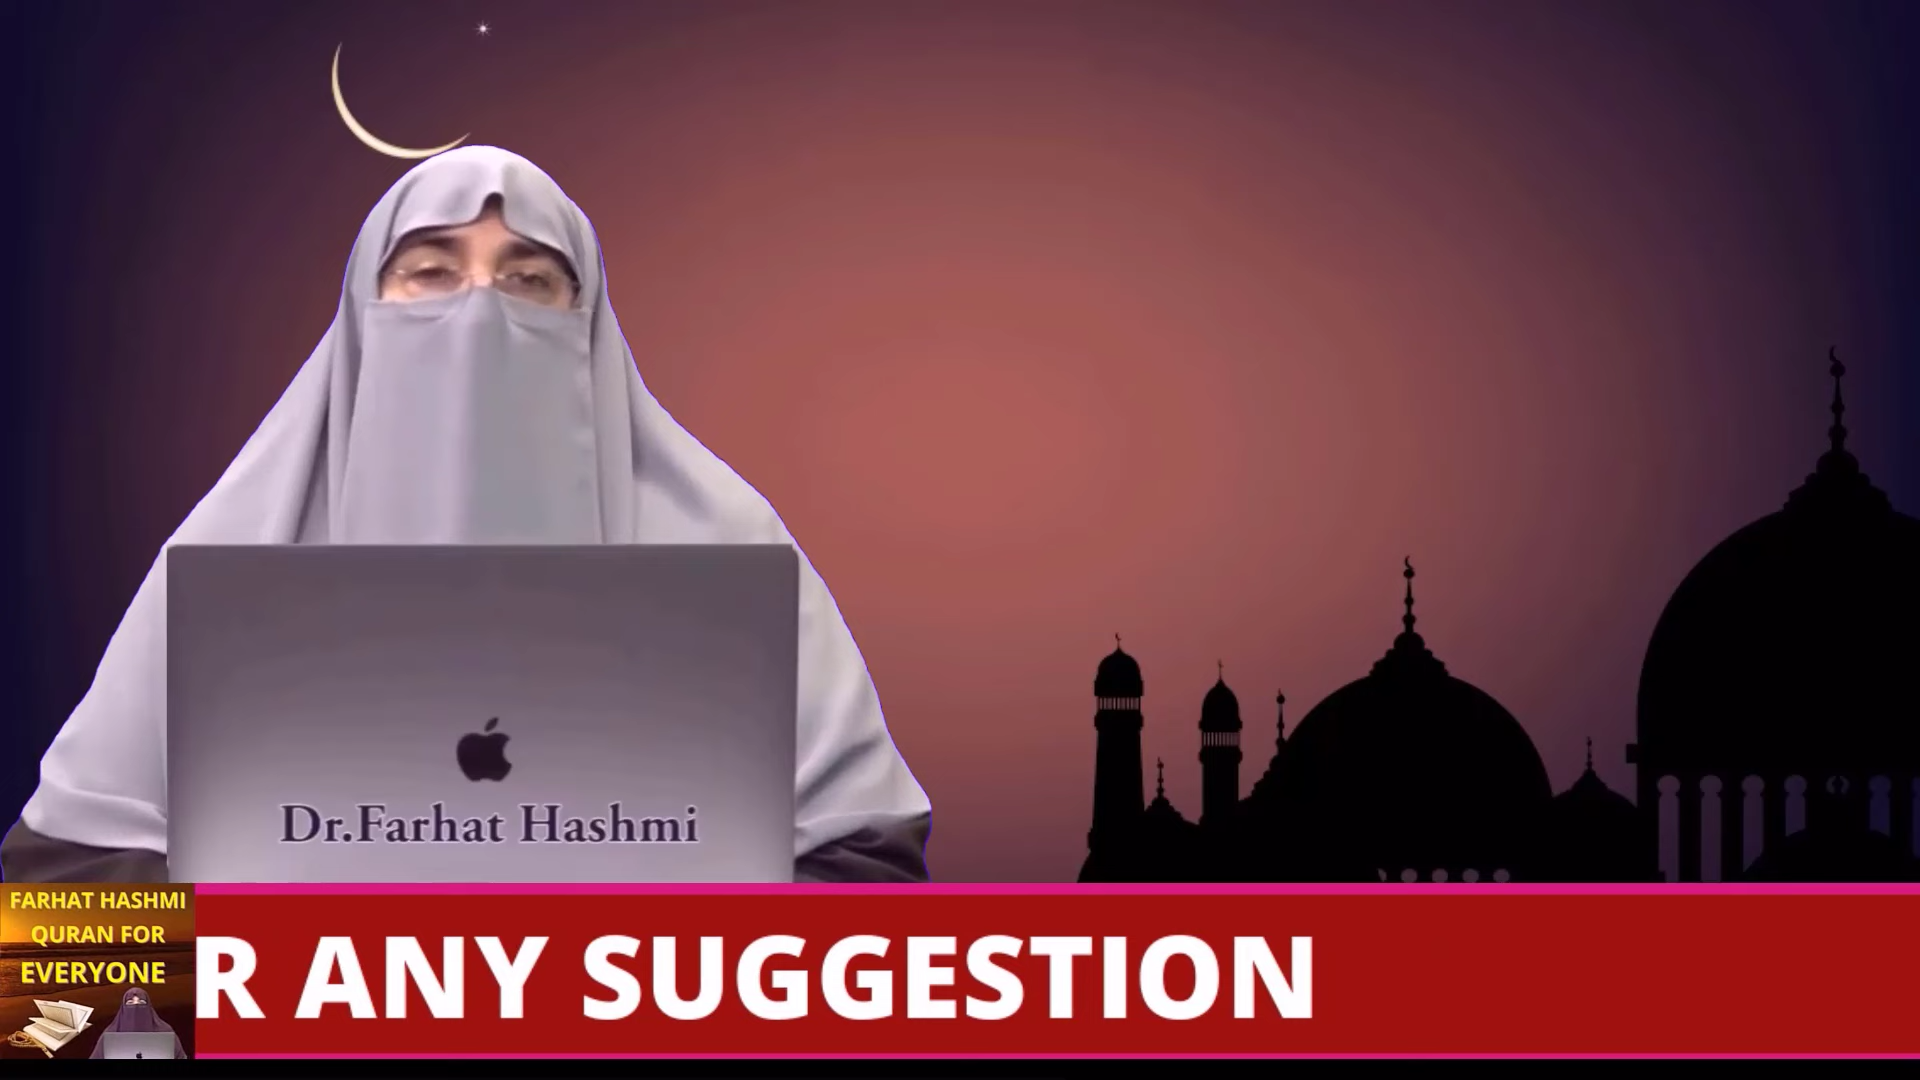 Dr.Farhat Hashmi
FARHAT HASHMI
QURAN FOR
EVERYONE
R ANY SUGGESTION